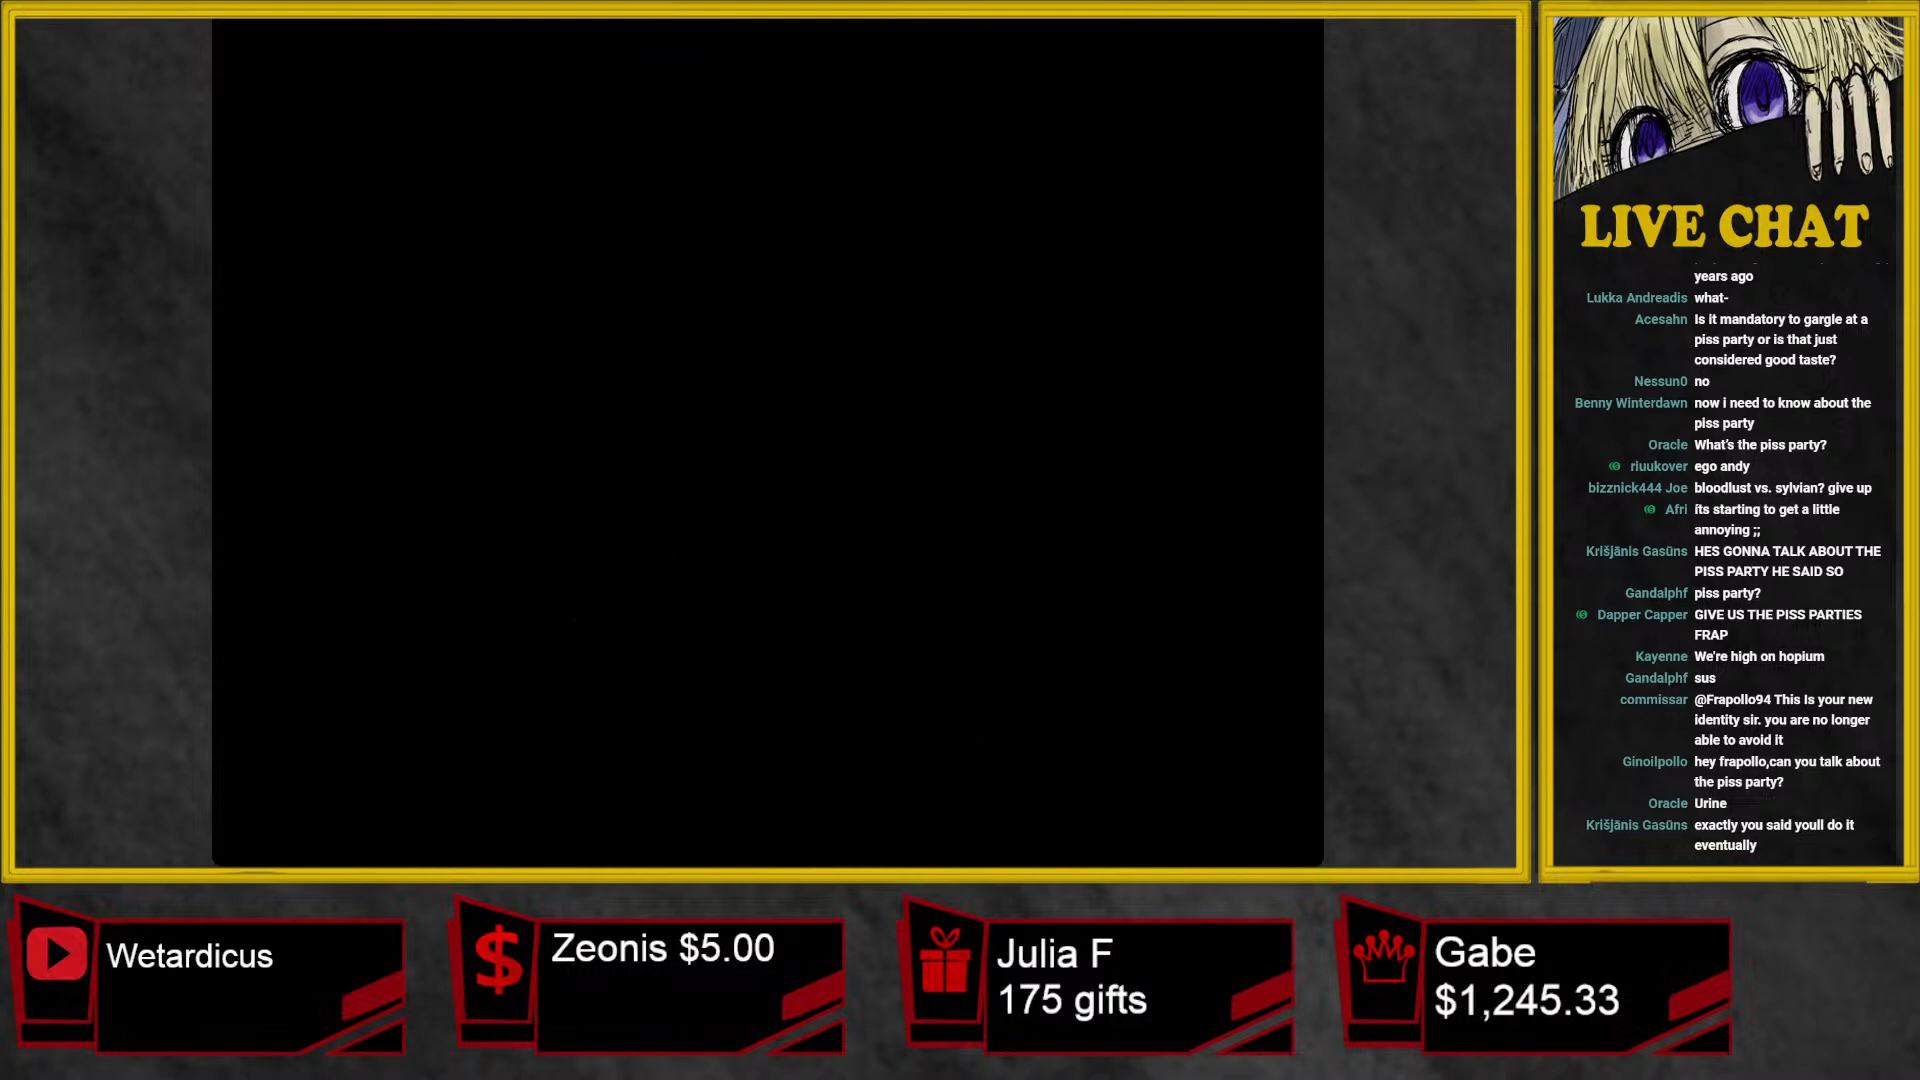 LIVE CHAT
years ago
Lukka Andreadis what-
Acesahn Is it mandatory to gargle at a
piss party or is that just
considered good taste?
Nessun0 no
Benny Winterdawn now i need to know about the
piss party
Oracle What's the piss party?
riuukover ego andy
bizznick444 Joe bloodlust vs. sylvian? give up
Afri its starting to get a little
annoying ;;
Krišjānis Gasūns HES GONNA TALK ABOUT THE
PISS PARTY HE SAID SO
Gandalphf piss party?
Dapper Capper GIVE US THE PISS PARTIES
FRAP
Kayenne We're high on hopium
Gandalphf sus
commissar @Frapollo94 This Is your new
identity sir. you are no longer
able to avoid it
Ginoilpollo hey frapollo,can you talk about
the piss party?
Oracle Urine
Krišjānis Gasūns exactly you said youll do it
eventually
Wetardicus
$ Zeonis $5.00
Julia F
175 gifts
Gabe
$1,245.33